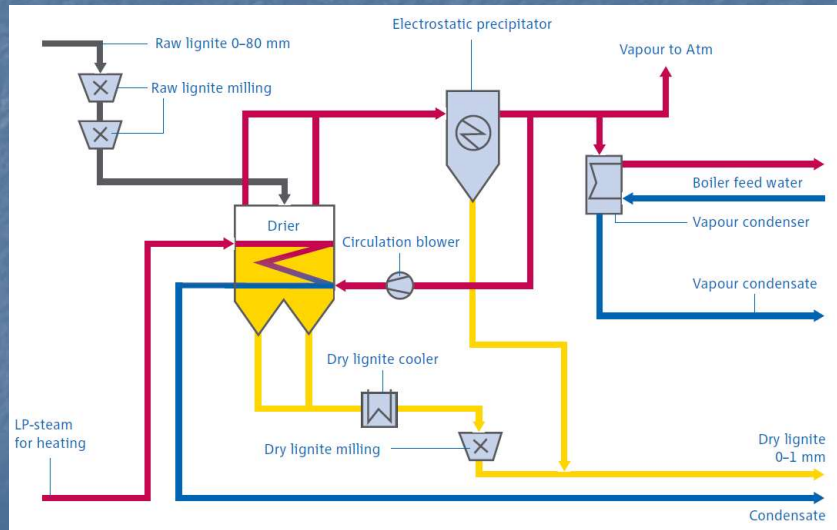 Electrostatic precipitator
Raw lignite 0–80 mm
Vapour to Atm
Raw lignite milling
Boiler feed water
Drier
Circulation blower
Vapour condenser
Vapour condensate
Dry lignite cooler
LP-steam
for heating
Dry lignite milling
Dry lignite
0–1 mm
Condensate